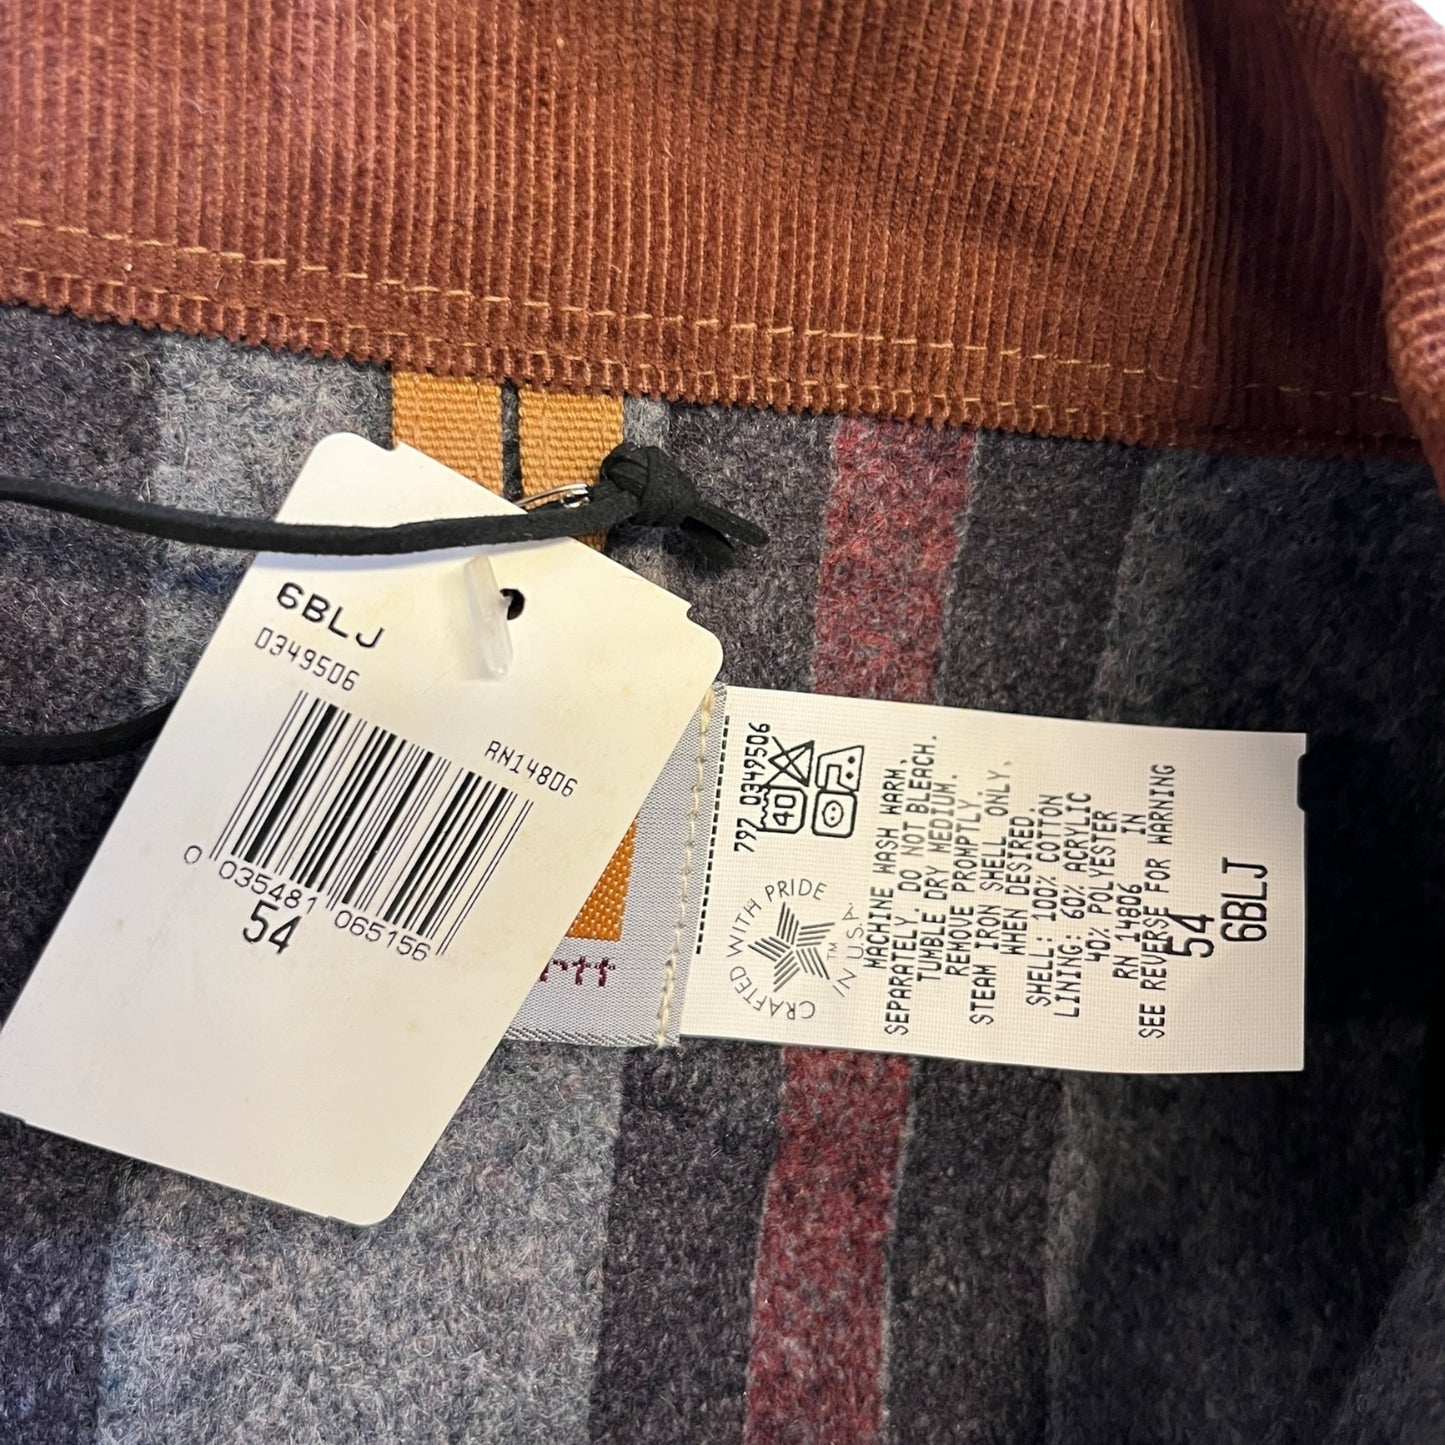 6BLJ
0349506
RN14806
0 035481 065156
54
rtt
797 0349506
40
CRAFTED WITH PRIDE IN U.S.A.
TM
MACHINE WASH WARM,
SEPARATELY. DO NOT BLEACH.
TUMBLE DRY MEDIUM.
REMOVE PROMPTLY.
STEAM IRON SHELL ONLY,
WHEN DESIRED.
SHELL: 100% COTTON
LINING: 60% ACRYLIC
40% POLYESTER
RN 14806 IN
SEE REVERSE FOR WARNING
54
6BLJ